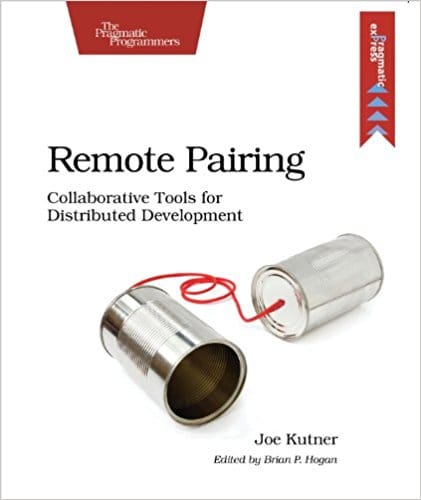 The
Pragmatic
Programmers
Pragmatic
exPress
Remote Pairing
Collaborative Tools for
Distributed Development
Joe Kutner
Edited by Brian P. Hogan